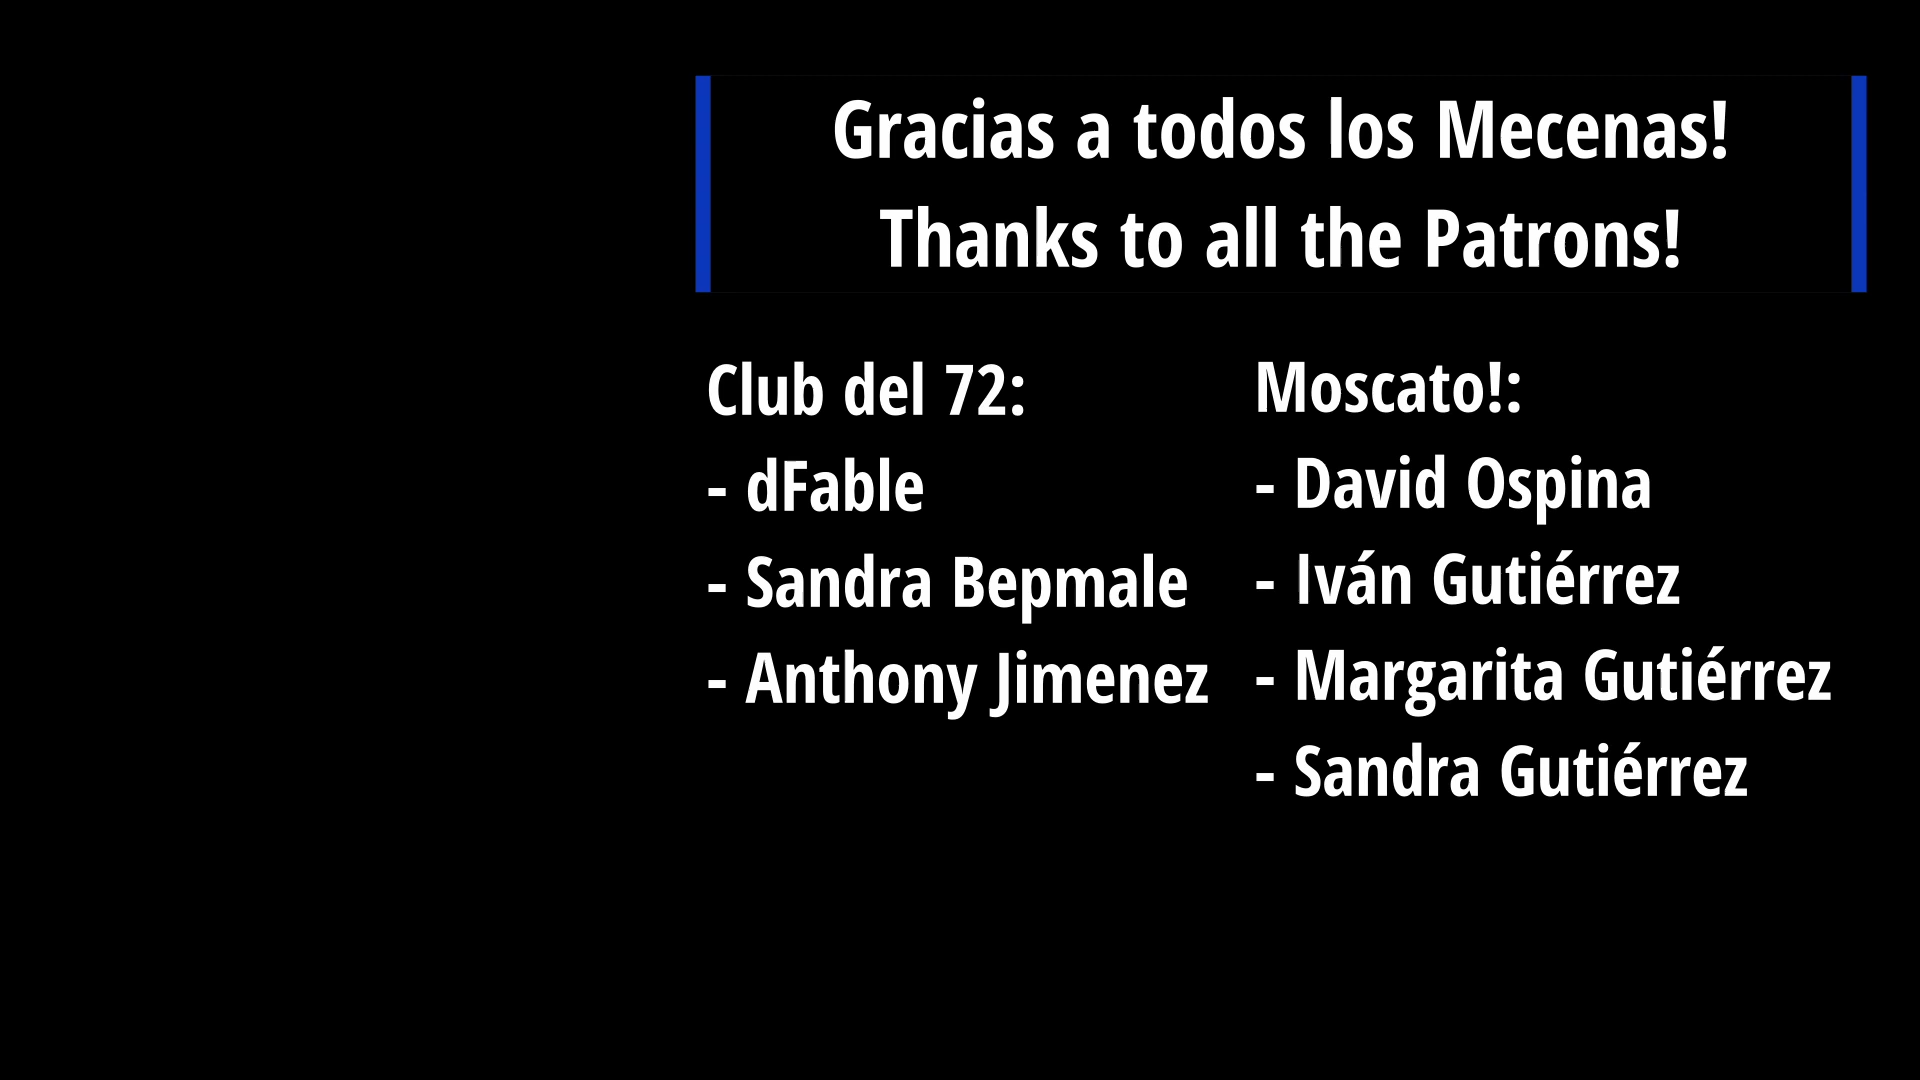 Gracias a todos los Mecenas!
Thanks to all the Patrons!
Club del 72:
- dFable
- Sandra Bepmale
- Anthony Jimenez
Moscato!:
- David Ospina
- Iván Gutiérrez
- Margarita Gutiérrez
- Sandra Gutiérrez